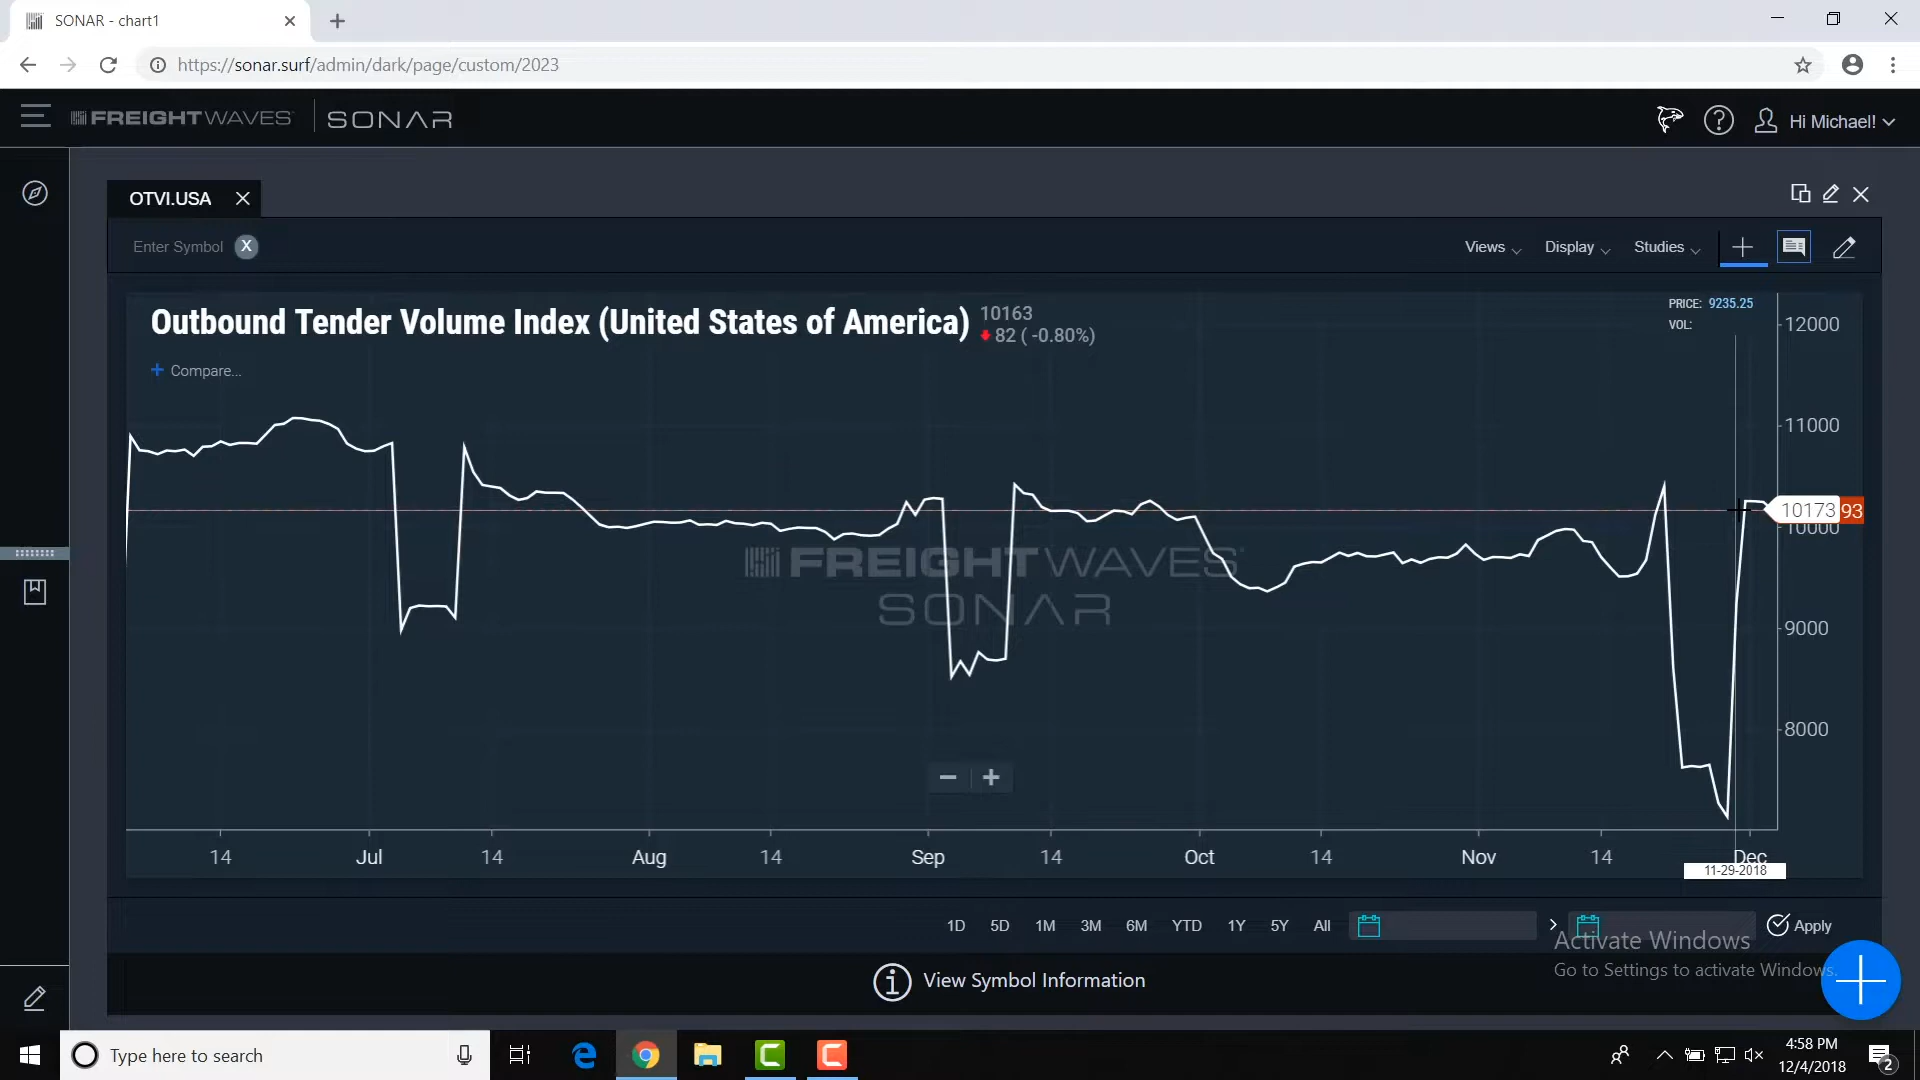 SONAR - chart1
https://sonar.surf/admin/dark/page/custom/2023
FREIGHTWAVES SONAR
Hi Michael!
OTVI.USA
Enter Symbol X
Views Display Studies
Outbound Tender Volume Index (United States of America)
10163
82 ( -0.80%)
PRICE: 9235.25
VOL:
Compare...
12000
11000
10173 93
10000
9000
8000
FREIGHTWAVES
SONAR
14 Jul 14 Aug 14 Sep 14 Oct 14 Nov 14 Dec
11-29-2018
1D 5D 1M 3M 6M YTD 1Y 5Y All Apply
Activate Windows
Go to Settings to activate Windows.
View Symbol Information
Type here to search
4:58 PM
12/4/2018
2